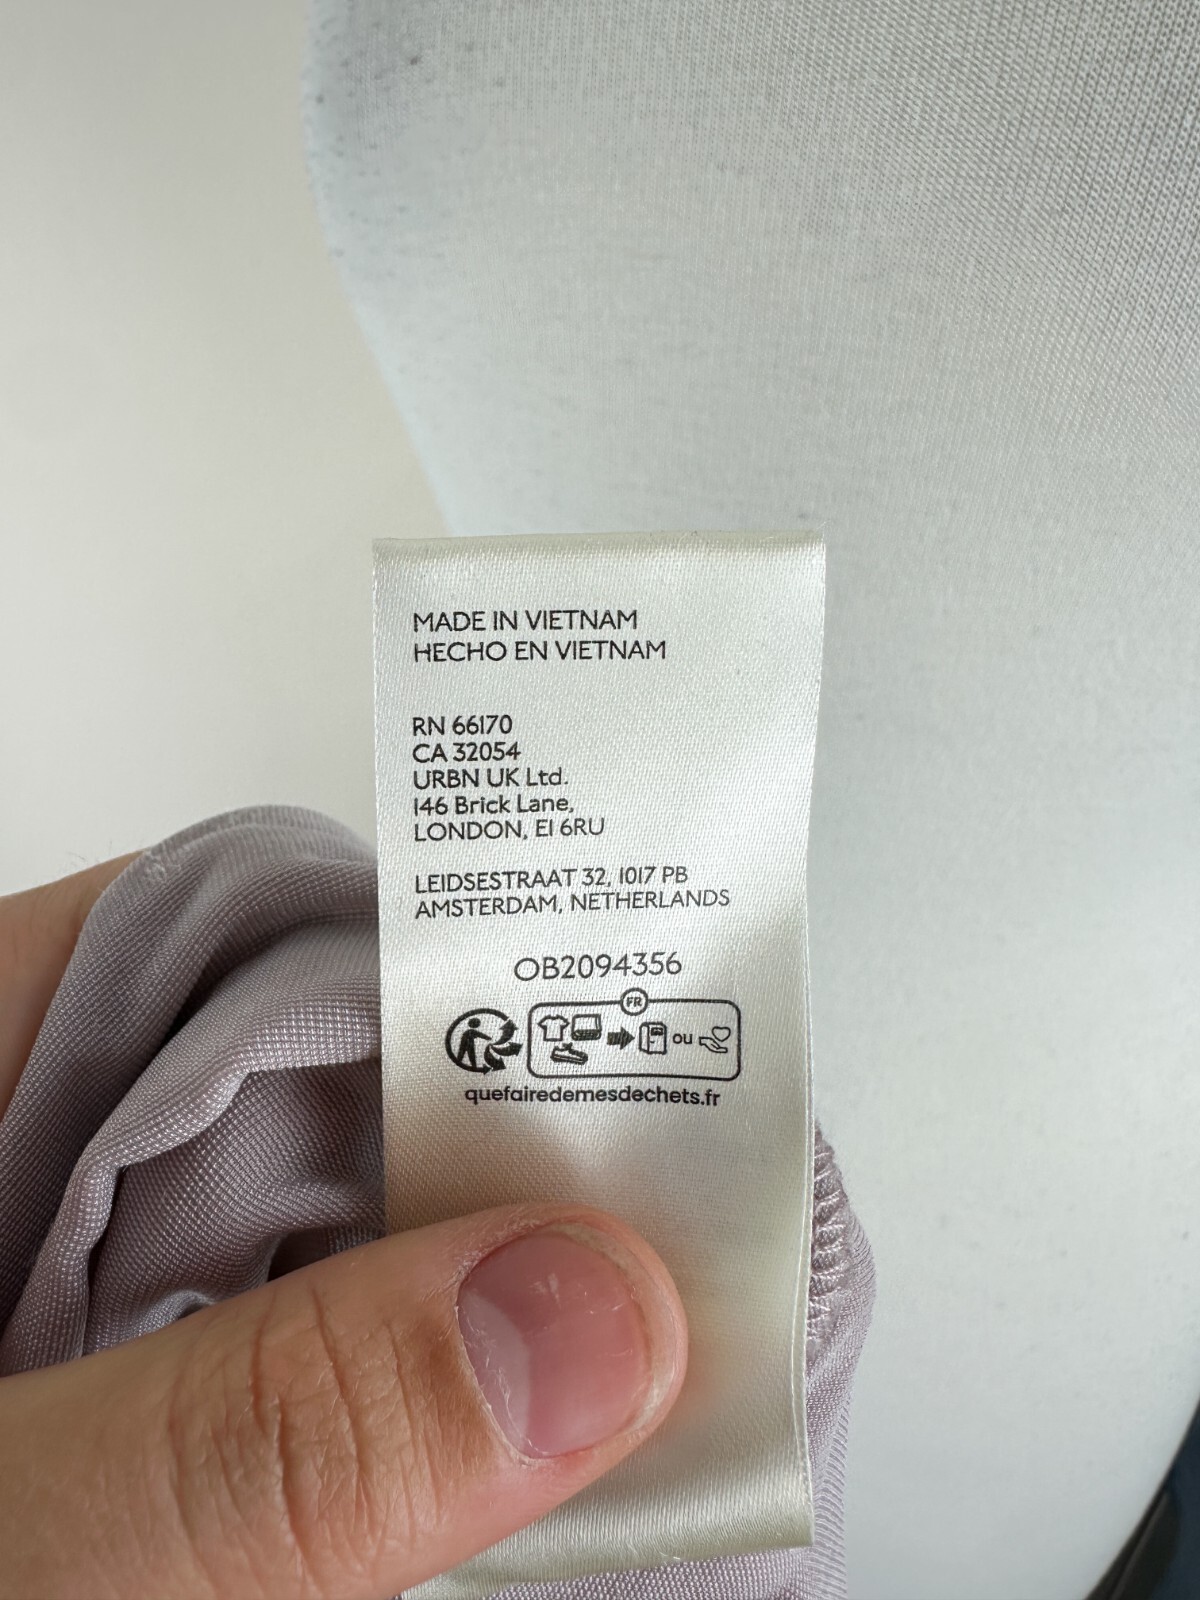 MADE IN VIETNAM
HECHO EN VIETNAM
RN 66170
CA 32054
URBN UK Ltd.
146 Brick Lane,
LONDON, E1 6RU
LEIDSESTRAAT 32, 1017 PB
AMSTERDAM, NETHERLANDS
OB2094356
FR
ou
quefairedemesdechets.fr